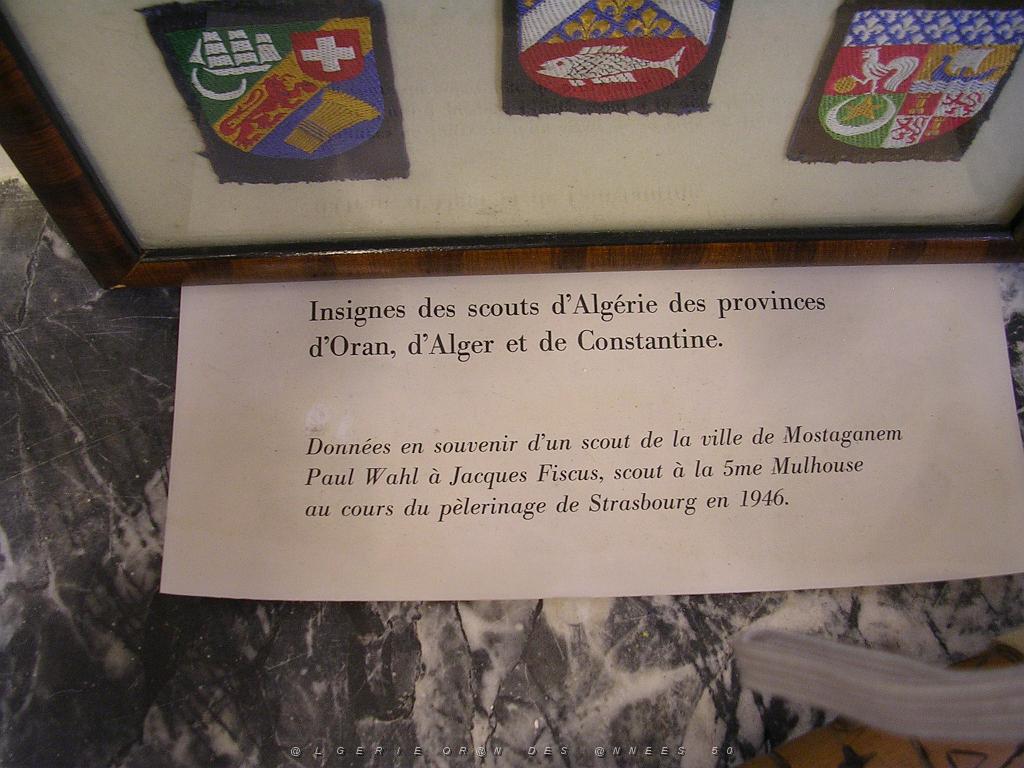 Insignes des scouts d'Algérie des provinces
d'Oran, d'Alger et de Constantine.
Données en souvenir d'un scout de la ville de Mostaganem
Paul Wahl à Jacques Fiscus, scout à la 5me Mulhouse
au cours du pèlerinage de Strasbourg en 1946.
@LGERIE OR@N DES @NNEES 50